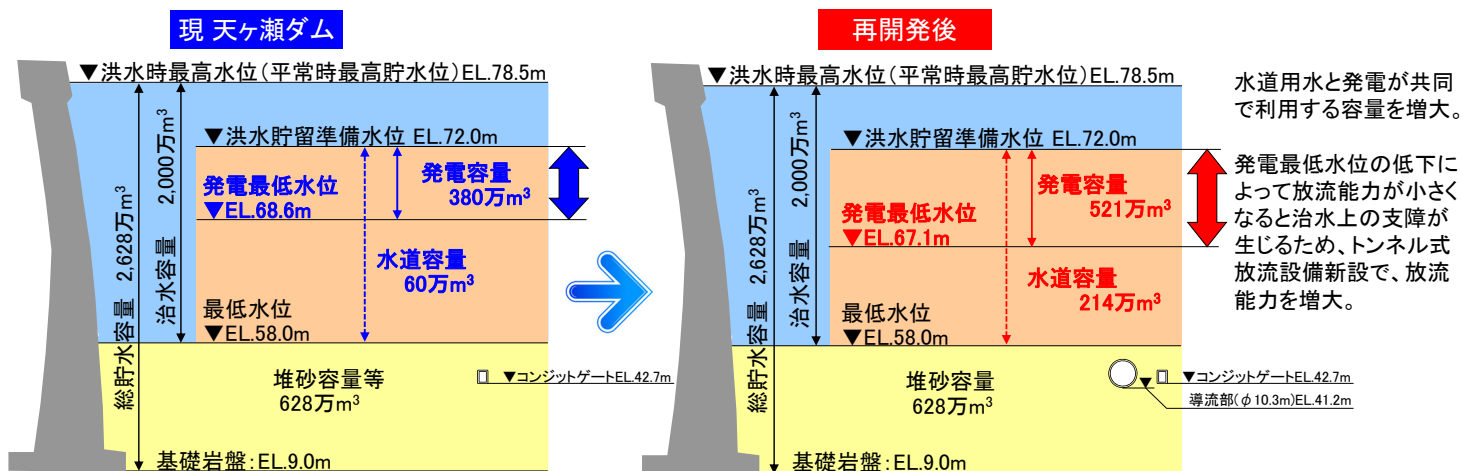 現 天ヶ瀬ダム
▼洪水時最高水位(平常時最高貯水位)EL.78.5m
▼洪水貯留準備水位 EL.72.0m
発電容量
380万m³
発電最低水位
▼EL.68.6m
水道容量
60万m³
最低水位
▼EL.58.0m
総貯水容量 2,628万m³
治水容量 2,000万m³
堆砂容量等
628万m³
▼コンジットゲートEL.42.7m
基礎岩盤:EL.9.0m
再開発後
▼洪水時最高水位(平常時最高貯水位)EL.78.5m
▼洪水貯留準備水位 EL.72.0m
発電容量
521万m³
発電最低水位
▼EL.67.1m
水道容量
214万m³
最低水位
▼EL.58.0m
総貯水容量 2,628万m³
治水容量 2,000万m³
堆砂容量
628万m³
▼コンジットゲートEL.42.7m
▼
導流部(φ10.3m)EL.41.2m
基礎岩盤:EL.9.0m
水道用水と発電が共同
で利用する容量を増大。
発電最低水位の低下に
よって放流能力が小さく
なると治水上の支障が
生じるため、トンネル式
放流設備新設で、放流
能力を増大。